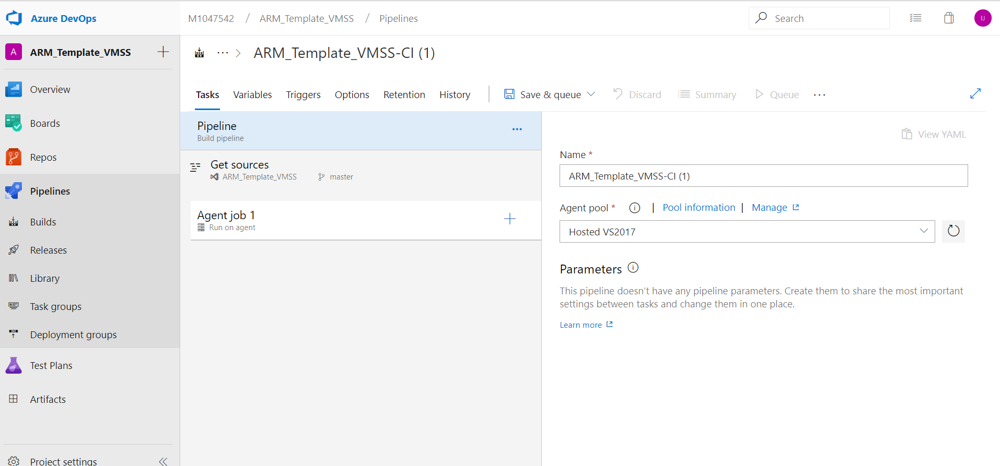 Azure DevOps
M1047542 / ARM_Template_VMSS / Pipelines
Search
IJ
A ARM_Template_VMSS
Overview
Boards
Repos
Pipelines
Builds
Releases
Library
Task groups
Deployment groups
Test Plans
Artifacts
Project settings
... > ARM_Template_VMSS-CI (1)
Tasks Variables Triggers Options Retention History | Save & queue Discard Summary Queue ...
Pipeline
Build pipeline
Get sources
ARM_Template_VMSS master
Agent job 1
Run on agent
View YAML
Name *
ARM_Template_VMSS-CI (1)
Agent pool * | Pool information | Manage
Hosted VS2017
Parameters
This pipeline doesn't have any pipeline parameters. Create them to share the most important
settings between tasks and change them in one place.
Learn more